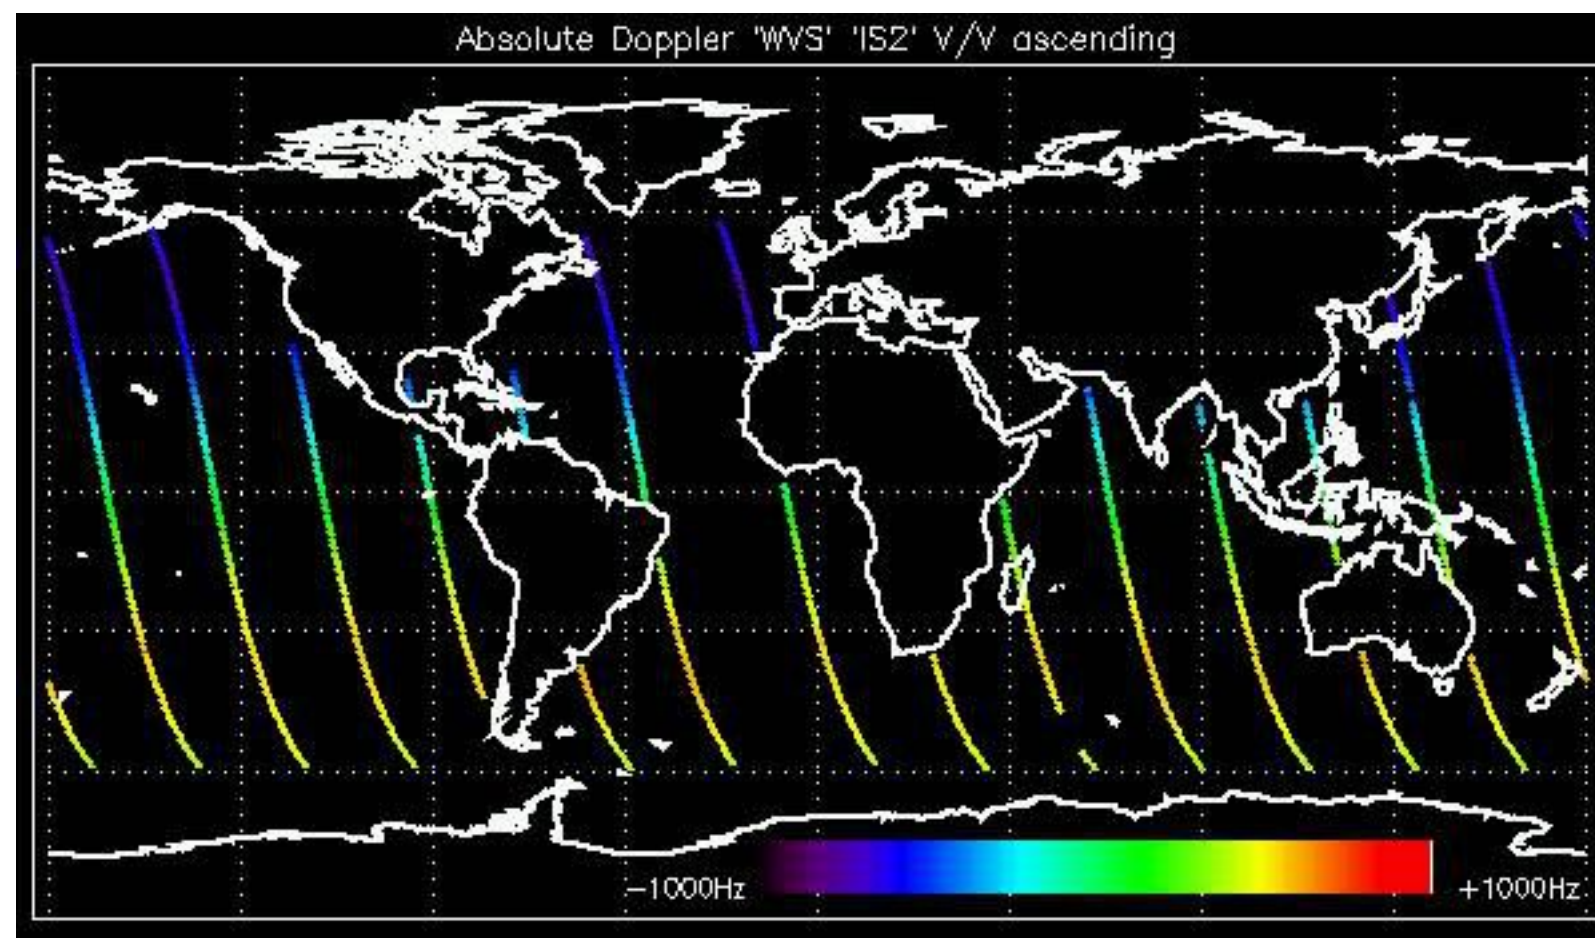 Absolute Doppler 'WVS' 'IS2' V/V ascending
-1000Hz
+1000Hz